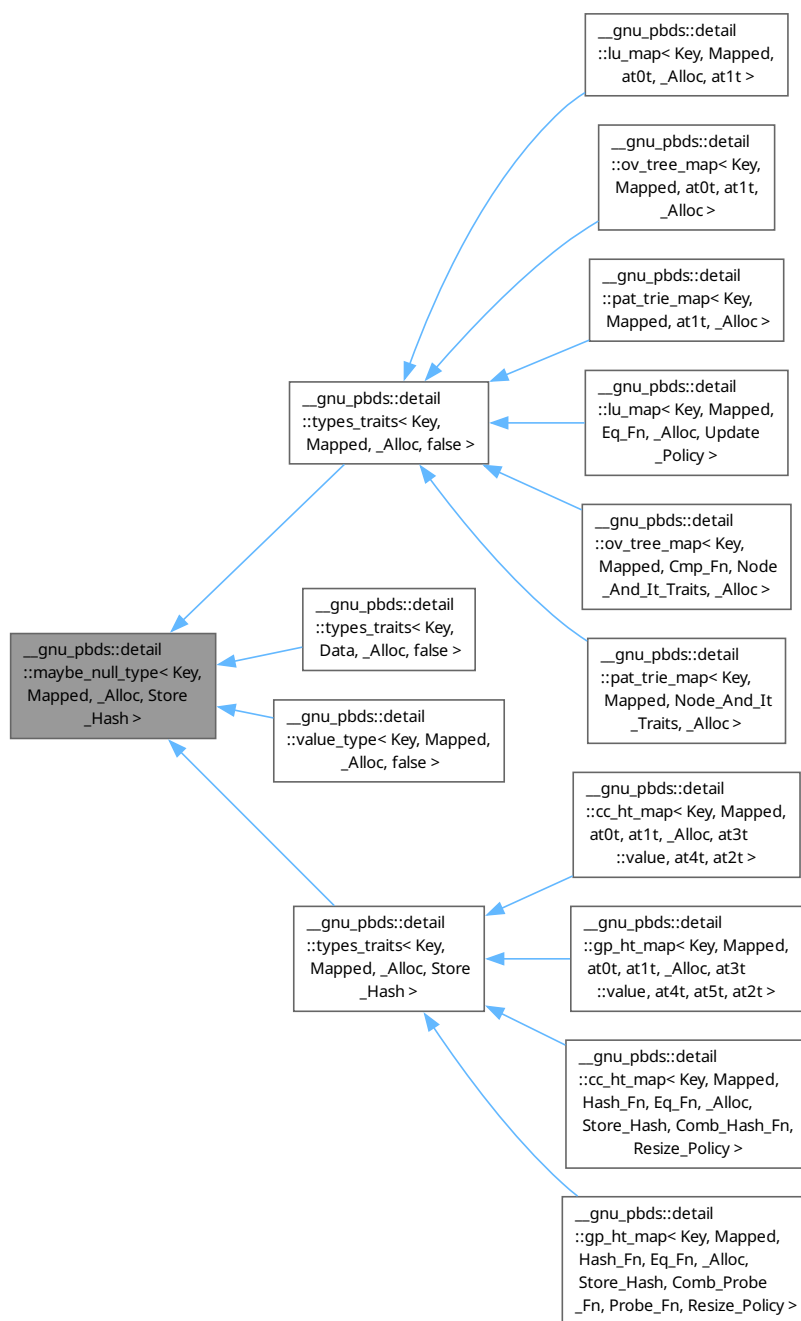 __gnu_pbds::detail
::lu_map< Key, Mapped,
at0t, _Alloc, at1t >
__gnu_pbds::detail
::ov_tree_map< Key,
Mapped, at0t, at1t,
_Alloc >
__gnu_pbds::detail
::pat_trie_map< Key,
Mapped, at1t, _Alloc >
__gnu_pbds::detail
::types_traits< Key,
Mapped, _Alloc, false >
__gnu_pbds::detail
::lu_map< Key, Mapped,
Eq_Fn, _Alloc, Update
_Policy >
__gnu_pbds::detail
::ov_tree_map< Key,
Mapped, Cmp_Fn, Node
_And_It_Traits, _Alloc >
__gnu_pbds::detail
::types_traits< Key,
Data, _Alloc, false >
__gnu_pbds::detail
::maybe_null_type< Key,
Mapped, _Alloc, Store
_Hash >
__gnu_pbds::detail
::pat_trie_map< Key,
Mapped, Node_And_It
_Traits, _Alloc >
__gnu_pbds::detail
::value_type< Key, Mapped,
_Alloc, false >
__gnu_pbds::detail
::cc_ht_map< Key, Mapped,
at0t, at1t, _Alloc, at3t
::value, at4t, at2t >
__gnu_pbds::detail
::types_traits< Key,
Mapped, _Alloc, Store
_Hash >
__gnu_pbds::detail
::gp_ht_map< Key, Mapped,
at0t, at1t, _Alloc, at3t
::value, at4t, at5t, at2t >
__gnu_pbds::detail
::cc_ht_map< Key, Mapped,
Hash_Fn, Eq_Fn, _Alloc,
Store_Hash, Comb_Hash_Fn,
Resize_Policy >
__gnu_pbds::detail
::gp_ht_map< Key, Mapped,
Hash_Fn, Eq_Fn, _Alloc,
Store_Hash, Comb_Probe
_Fn, Probe_Fn, Resize_Policy >